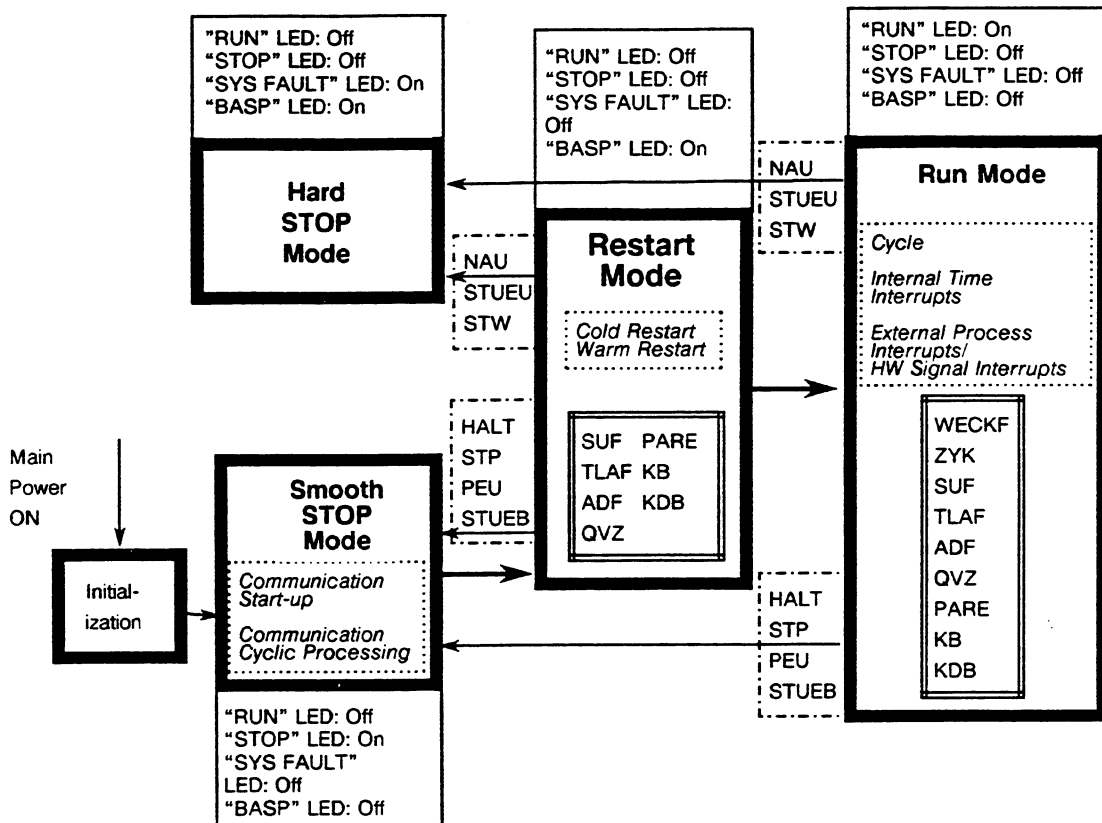 "RUN" LED: Off
"STOP" LED: Off
"SYS FAULT" LED: On
"BASP" LED: On
Hard
STOP
Mode
NAU
STUEU
STW
"RUN" LED: Off
"STOP" LED: Off
"SYS FAULT" LED:
Off
"BASP" LED: On
Restart
Mode
Cold Restart
Warm Restart
SUF PARE
TLAF KB
ADF KDB
QVZ
"RUN" LED: On
"STOP" LED: Off
"SYS FAULT" LED: Off
"BASP" LED: Off
NAU
STUEU
STW
Run Mode
Cycle
Internal Time
Interrupts
External Process
Interrupts/
HW Signal Interrupts
WECKF
ZYK
SUF
TLAF
ADF
QVZ
PARE
KB
KDB
Main
Power
ON
Initial-
ization
Smooth
STOP
Mode
Communication
Start-up
Communication
Cyclic Processing
HALT
STP
PEU
STUEB
HALT
STP
PEU
STUEB
"RUN" LED: Off
"STOP" LED: On
"SYS FAULT"
LED: Off
"BASP" LED: Off